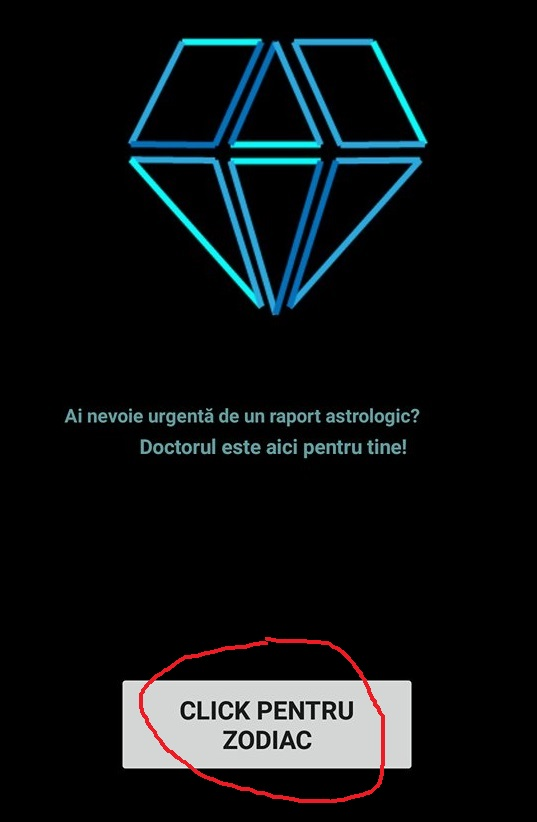 Ai nevoie urgentă de un raport astrologic?
Doctorul este aici pentru tine!
CLICK PENTRU
ZODIAC